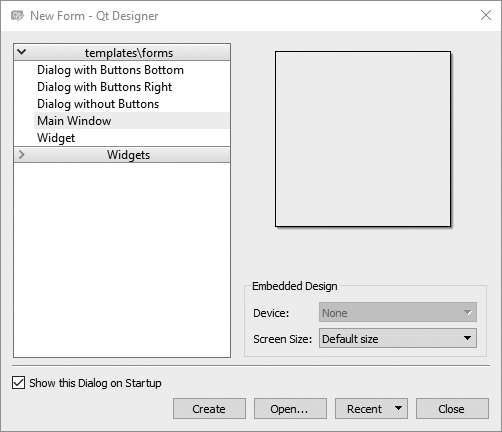 New Form - Qt Designer
templates\forms
Dialog with Buttons Bottom
Dialog with Buttons Right
Dialog without Buttons
Main Window
Widget
Widgets
Embedded Design
Device: None
Screen Size: Default size
Show this Dialog on Startup
Create Open... Recent Close